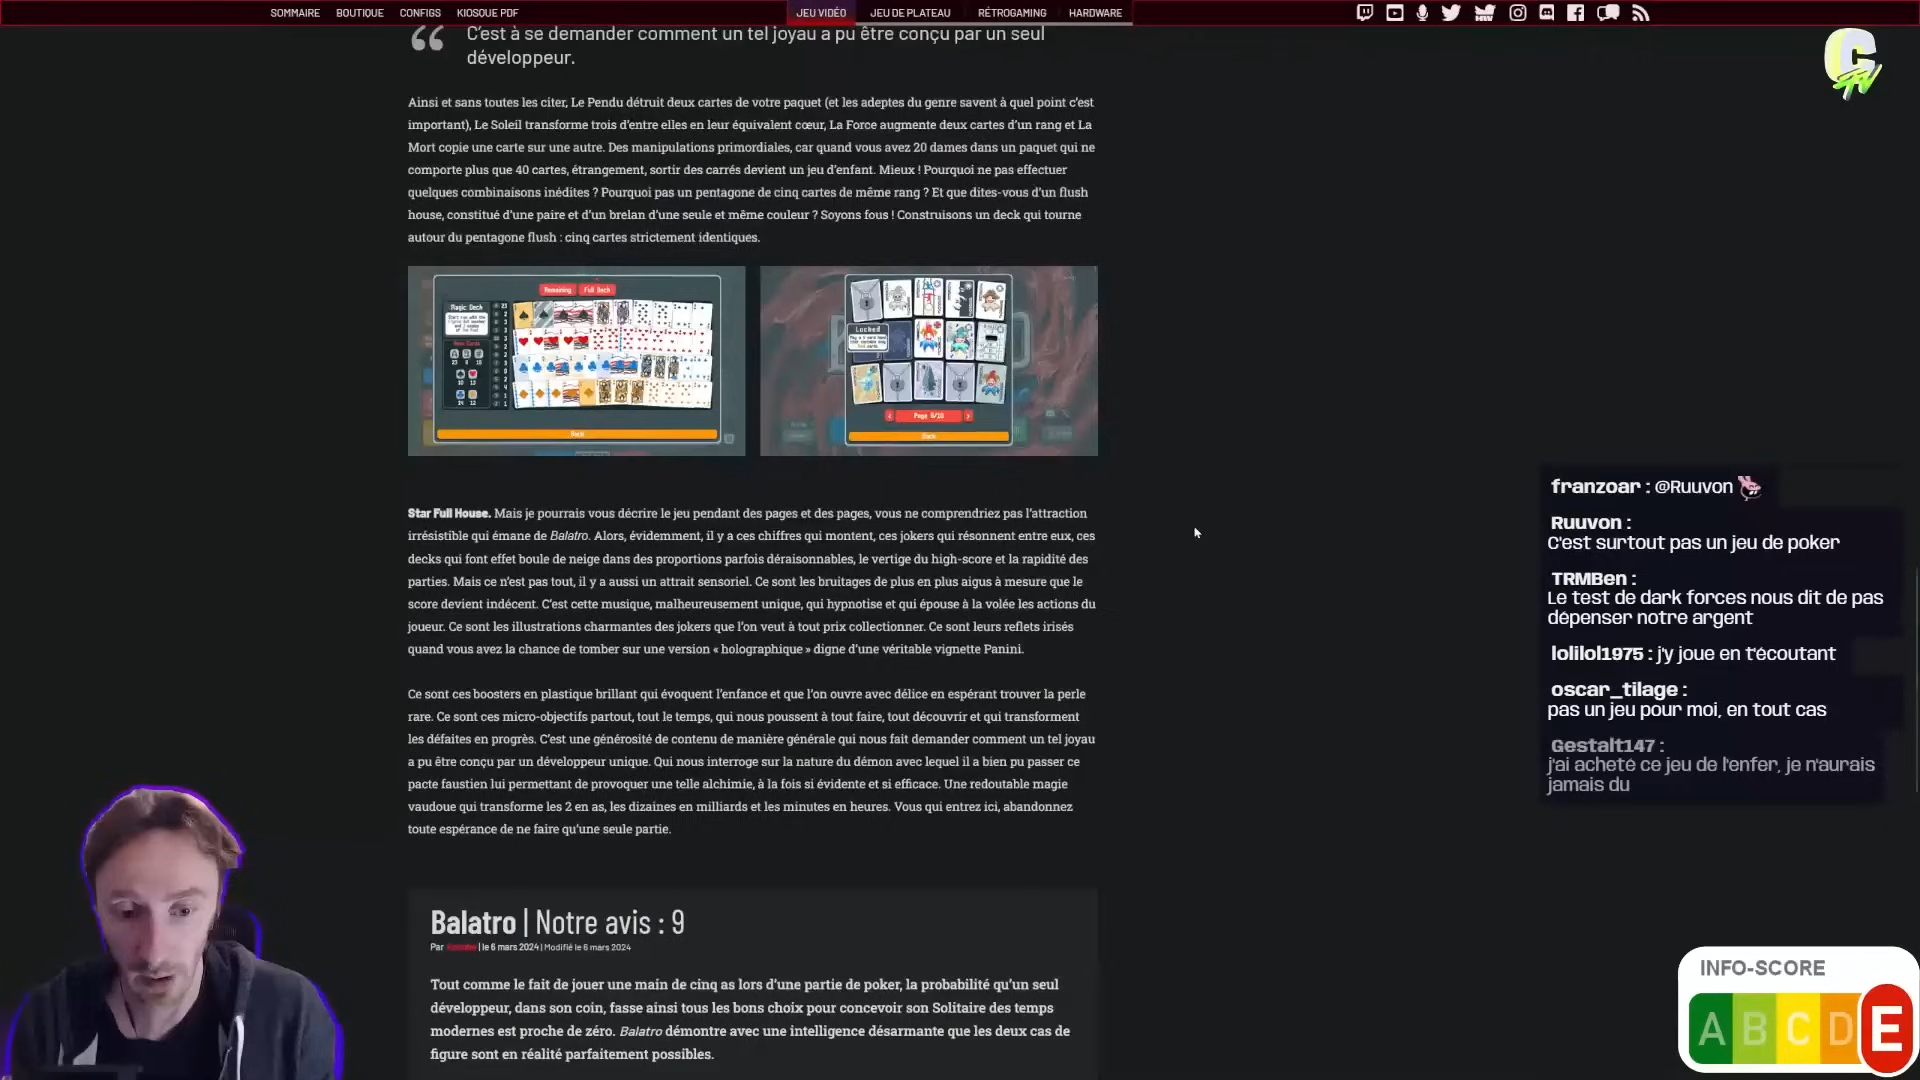 SOMMAIRE BOUTIQUE CONFIGS KIOSQUE PDF JEU VIDÉO JEU DE PLATEAU RÉTROGAMING HARDWARE
C'est à se demander comment un tel joyau a pu être conçu par un seul
développeur.
Ainsi et sans toutes les citer, Le Pendu détruit deux cartes de votre paquet (et les adeptes du genre savent à quel point c'est
important), Le Soleil transforme trois d'entre elles en leur équivalent cœur, La Force augmente deux cartes d'un rang et La
Mort copie une carte sur une autre. Des manipulations primordiales, car quand vous avez 20 dames dans un paquet qui ne
comporte plus que 40 cartes, étrangement, sortir des carrés devient un jeu d'enfant. Mieux ! Pourquoi ne pas effectuer
quelques combinaisons inédites ? Pourquoi pas un pentagone de cinq cartes de même rang ? Et que dites-vous d'un flush
house, constitué d'une paire et d'un brelan d'une seule et même couleur ? Soyons fous ! Construisons un deck qui tourne
autour du pentagone flush : cinq cartes strictement identiques.
Remaining Full Deck
Magic Deck
Back
Locked
Page 6/10
Back
Star Full House. Mais je pourrais vous décrire le jeu pendant des pages et des pages, vous ne comprendriez pas l'attraction
irrésistible qui émane de Balatro. Alors, évidemment, il y a ces chiffres qui montent, ces jokers qui résonnent entre eux, ces
decks qui font effet boule de neige dans des proportions parfois déraisonnables, le vertige du high-score et la rapidité des
parties. Mais ce n'est pas tout, il y a aussi un attrait sensoriel. Ce sont les bruitages de plus en plus aigus à mesure que le
score devient indécent. C'est cette musique, malheureusement unique, qui hypnotise et qui épouse à la volée les actions du
joueur. Ce sont les illustrations charmantes des jokers que l'on veut à tout prix collectionner. Ce sont leurs reflets irisés
quand vous avez la chance de tomber sur une version « holographique » digne d'une véritable vignette Panini.
Ce sont ces boosters en plastique brillant qui évoquent l'enfance et que l'on ouvre avec délice en espérant trouver la perle
rare. Ce sont ces micro-objectifs partout, tout le temps, qui nous poussent à tout faire, tout découvrir et qui transforment
les défaites en progrès. C'est une générosité de contenu de manière générale qui nous fait demander comment un tel joyau
a pu être conçu par un développeur unique. Qui nous interroge sur la nature du démon avec lequel il a bien pu passer ce
pacte faustien lui permettant de provoquer une telle alchimie, à la fois si évidente et si efficace. Une redoutable magie
vaudoue qui transforme les 2 en as, les dizaines en milliards et les minutes en heures. Vous qui entrez ici, abandonnez
toute espérance de ne faire qu'une seule partie.
Balatro | Notre avis : 9
Par | le 6 mars 2024 | Modifié le 6 mars 2024
Tout comme le fait de jouer une main de cinq as lors d'une partie de poker, la probabilité qu'un seul
développeur, dans son coin, fasse ainsi tous les bons choix pour concevoir son Solitaire des temps
modernes est proche de zéro. Balatro démontre avec une intelligence désarmante que les deux cas de
figure sont en réalité parfaitement possibles.
franzoar : @Ruuvon
Ruuvon :
C'est surtout pas un jeu de poker
TRMBen :
Le test de dark forces nous dit de pas
dépenser notre argent
lolilol1975 : j'y joue en t'écoutant
oscar_tilage :
pas un jeu pour moi, en tout cas
Gestalt147 :
j'ai acheté ce jeu de l'enfer, je n'aurais
jamais du
C
TV
INFO-SCORE
A B C D E